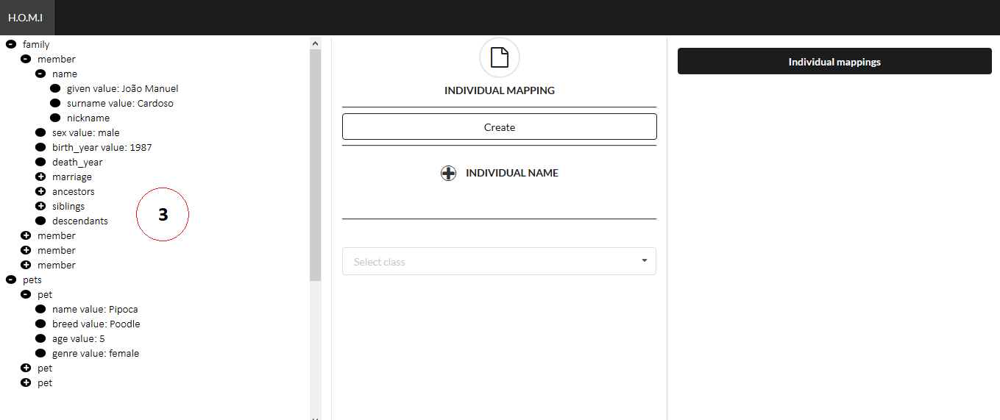 H.O.M.I
family
member
name
given value: João Manuel
surname value: Cardoso
nickname
sex value: male
birth_year value: 1987
death_year
marriage
ancestors
siblings
descendants
3
member
member
member
pets
pet
name value: Pipoca
breed value: Poodle
age value: 5
genre value: female
pet
pet
INDIVIDUAL MAPPING
Create
INDIVIDUAL NAME
Select class
Individual mappings